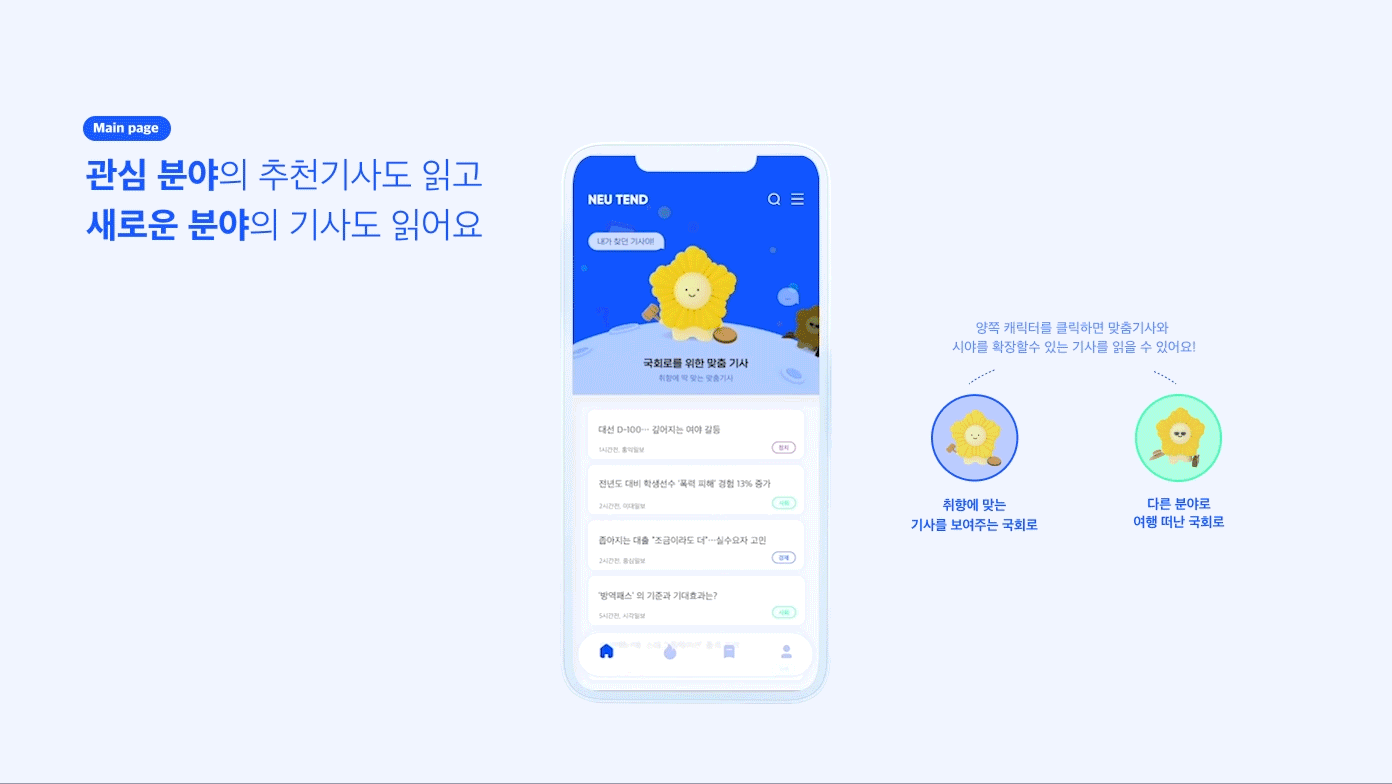 Main page
관심 분야의 추천기사도 읽고
새로운 분야의 기사도 읽어요
NEU TEND
내가 찾던 기사야!
국회로를 위한 맞춤 기사
취향에 딱 맞는 맞춤기사
대선 D-100… 깊어지는 여야 갈등
1시간전, 홍익일보
정치
전년도 대비 학생선수 '폭력 피해' 경험 13% 증가
2시간전, 미대일보
사회
좁아지는 대출 "조금이라도 더"…실수요자 고민
2시간전, 중심일보
경제
'방역패스' 의 기준과 기대효과는?
5시간전, 시각일보
사회
양쪽 캐릭터를 클릭하면 맞춤기사와
시야를 확장할수 있는 기사를 읽을 수 있어요!
취향에 맞는
기사를 보여주는 국회로
다른 분야로
여행 떠난 국회로